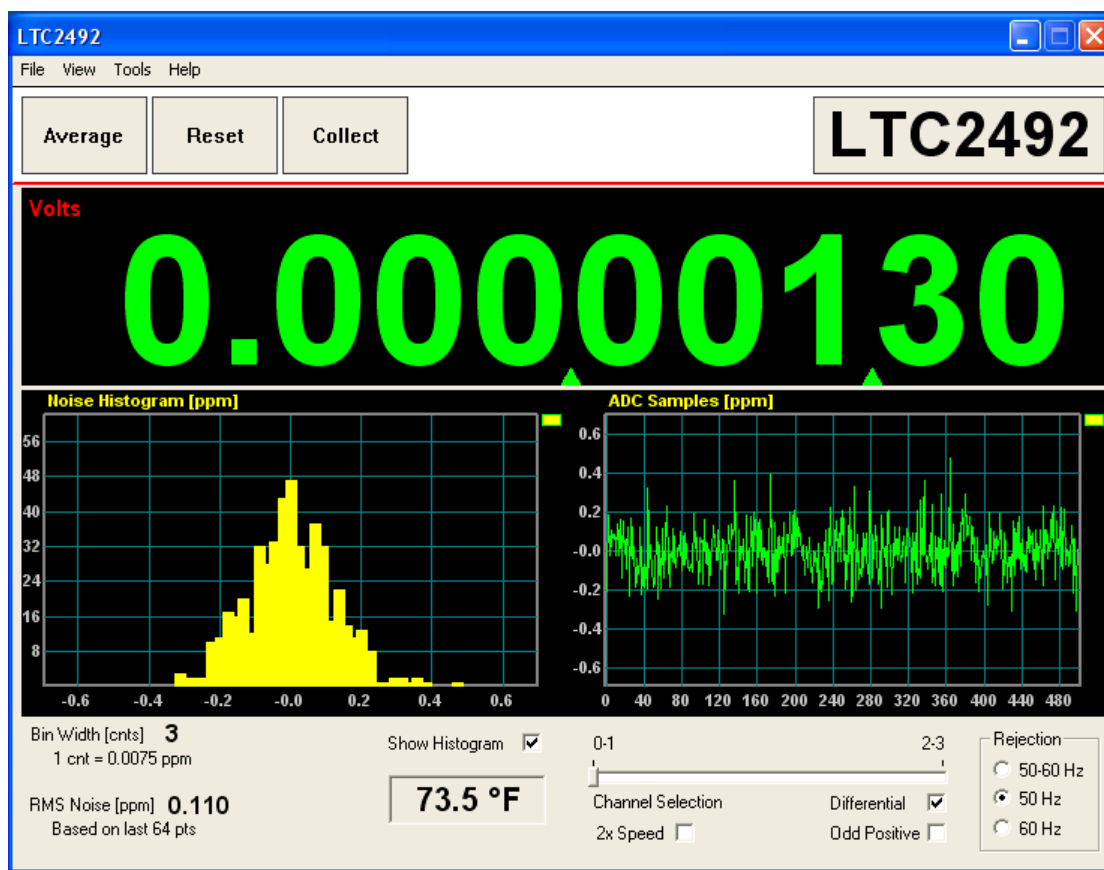 LTC2492
File View Tools Help
Average Reset Collect LTC2492
Volts
0.00000130
Noise Histogram [ppm]
56
48
40
32
24
16
8
-0.6 -0.4 -0.2 -0.0 0.2 0.4 0.6
ADC Samples [ppm]
0.6
0.4
0.2
-0.0
-0.2
-0.4
-0.6
0 40 80 120 160 200 240 280 320 360 400 440 480
Bin Width [cnts] 3
1 cnt = 0.0075 ppm
RMS Noise [ppm] 0.110
Based on last 64 pts
Show Histogram
73.5 °F
0-1 2-3
Channel Selection
2x Speed
Differential
Odd Positive
Rejection
50-60 Hz
50 Hz
60 Hz